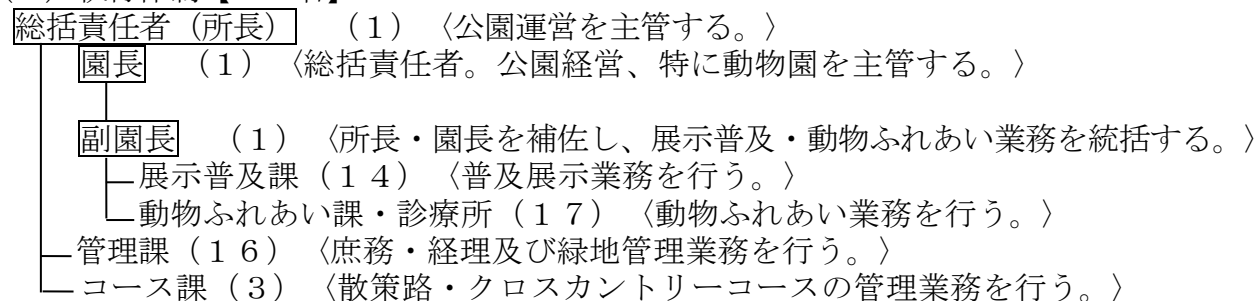 総括責任者（所長） （１）〈公園運営を主管する。〉
園長 （１）〈総括責任者。公園経営、特に動物園を主管する。〉
副園長 （１）〈所長・園長を補佐し、展示普及・動物ふれあい業務を統括する。〉
展示普及課（１４）〈普及展示業務を行う。〉
動物ふれあい課・診療所（１７）〈動物ふれあい業務を行う。〉
管理課（１６）〈庶務・経理及び緑地管理業務を行う。〉
コース課（３）〈散策路・クロスカントリーコースの管理業務を行う。〉